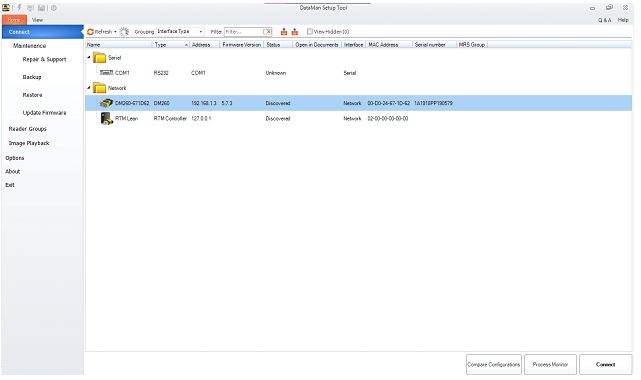 DataMan Setup Tool
Home View Q & A Help
Connect
Maintenence
Repair & Support
Backup
Restore
Update Firmware
Reader Groups
Image Playback
Options
About
Exit
Refresh Grouping Interface Type Filter Filter... View Hidden (0)
Name Type Address Firmware Version Status Open in Documents Interface MAC Address Serial number MRS Group
Serial
COM1 RS232 COM1 Unknown Serial
Network
DM260-671D62 DM260 192.168.1.3 5.7.3 Discovered Network 00-D0-24-67-1D-62 1A1918PP190579
RTM Lean RTM Controller 127.0.0.1 Discovered Network 02-00-00-00-00-00
Compare Configurations Process Monitor Connect